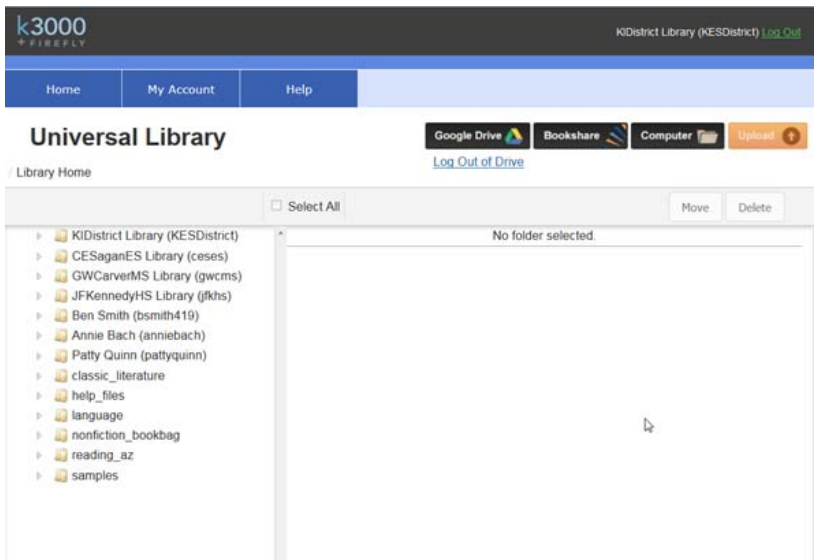 k3000
+ FIREFLY
KIDistrict Library (KESDistrict) Log Out
Home My Account Help
Universal Library
Google Drive Bookshare Computer Upload
Log Out of Drive
/ Library Home
Select All Move Delete
KIDistrict Library (KESDistrict)
No folder selected.
CESaganES Library (ceses)
GWCarverMS Library (gwcms)
JFKennedyHS Library (jfkhs)
Ben Smith (bsmith419)
Annie Bach (anniebach)
Patty Quinn (pattyquinn)
classic_literature
help_files
language
nonfiction_bookbag
reading_az
samples